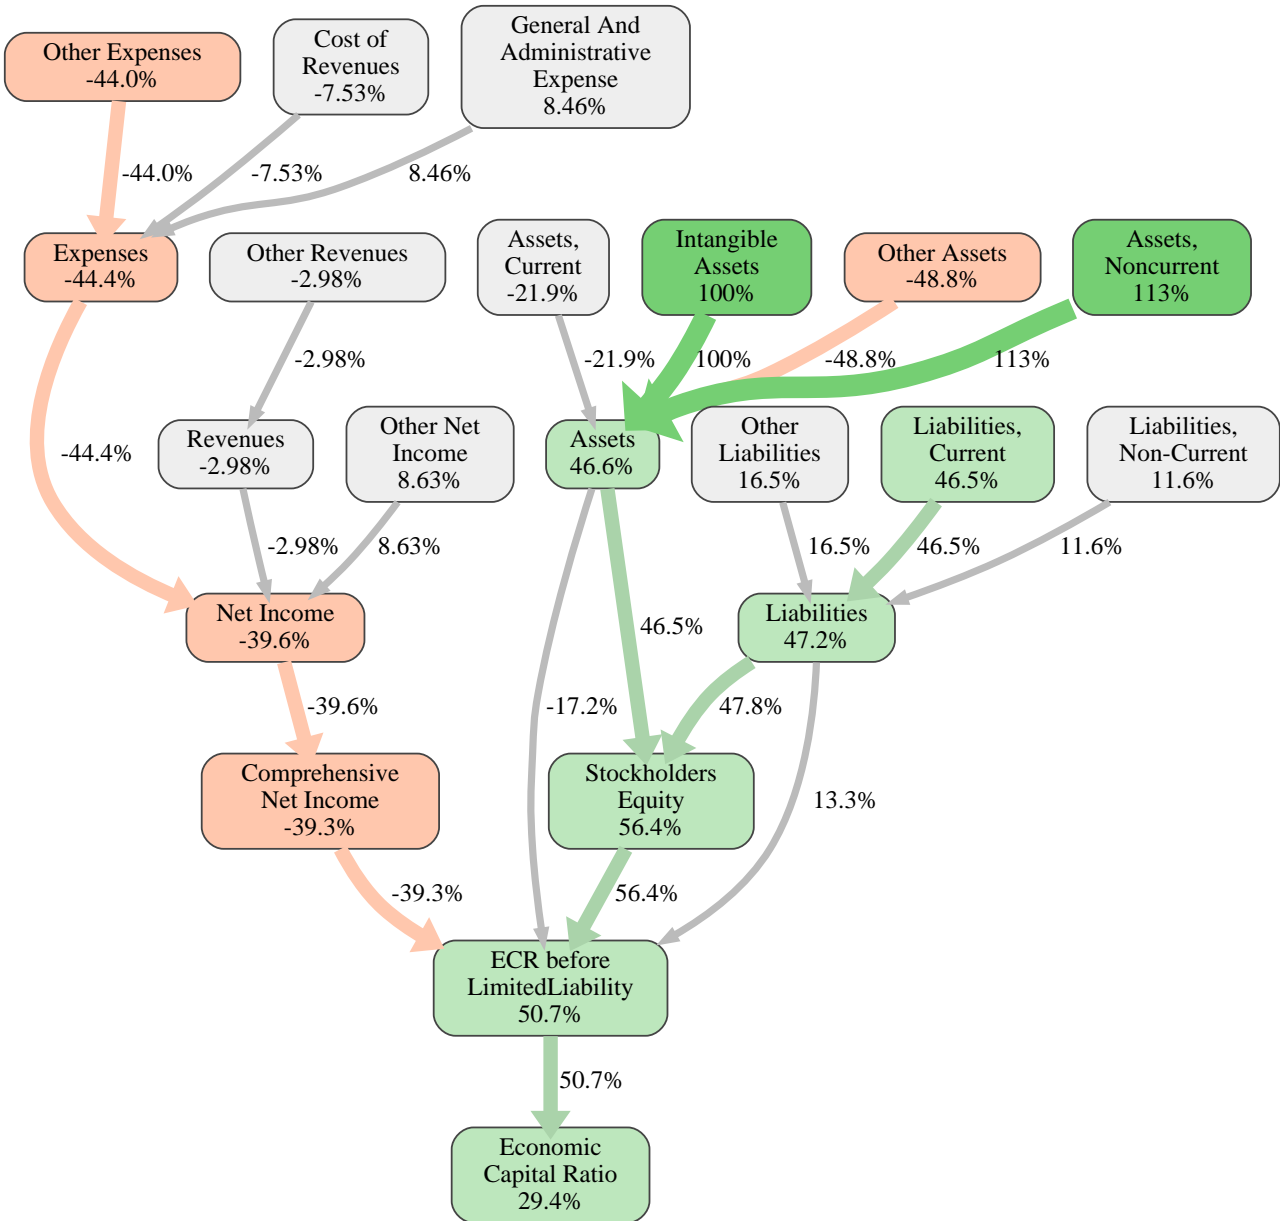 Other Expenses
-44.0%
Cost of
Revenues
-7.53%
General And
Administrative
Expense
8.46%
-44.0%
-7.53%
8.46%
Expenses
-44.4%
Other Revenues
-2.98%
Assets,
Current
-21.9%
Intangible
Assets
100%
Other Assets
-48.8%
Assets,
Noncurrent
113%
-2.98%
-21.9%
100%
-48.8%
113%
-44.4%
Revenues
-2.98%
Other Net
Income
8.63%
Assets
46.6%
Other
Liabilities
16.5%
Liabilities,
Current
46.5%
Liabilities,
Non-Current
11.6%
-2.98%
8.63%
16.5%
46.5%
11.6%
Net Income
-39.6%
46.5%
Liabilities
47.2%
-39.6%
-17.2%
47.8%
Comprehensive
Net Income
-39.3%
Stockholders
Equity
56.4%
13.3%
-39.3%
56.4%
ECR before
LimitedLiability
50.7%
50.7%
Economic
Capital Ratio
29.4%